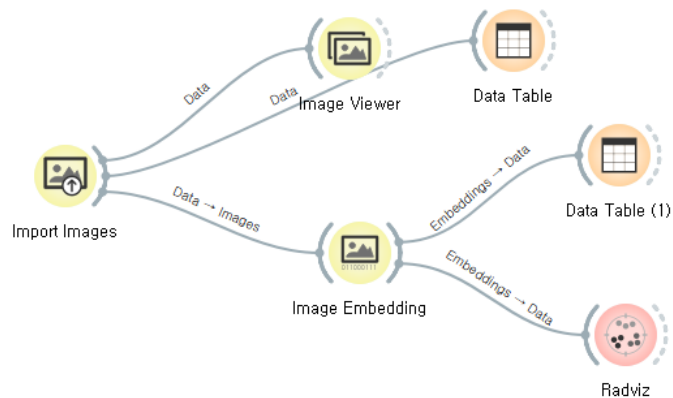 Data
Image Viewer
Data
Data Table
Import Images
Data → Images
011000111
Image Embedding
Embeddings → Data
Data Table (1)
Embeddings → Data
Radviz